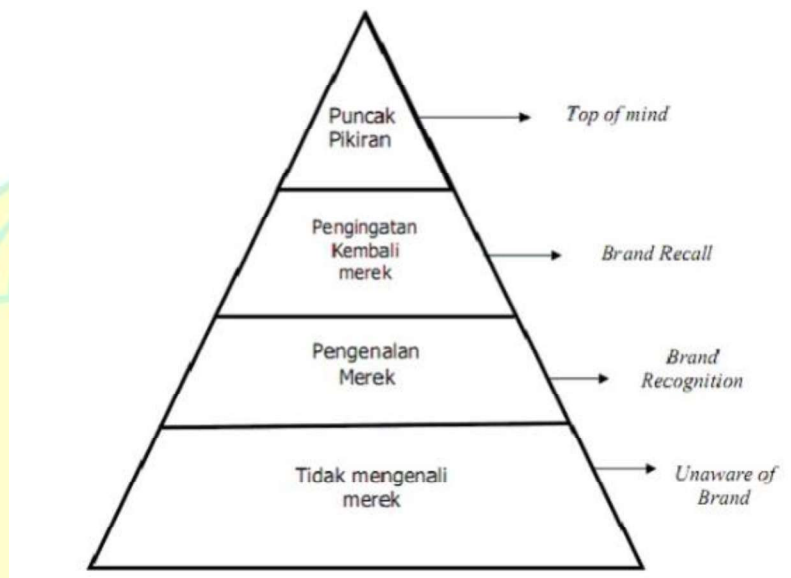 Puncak
Pikiran
Top of mind
Pengingatan
Kembali
merek
Brand Recall
Pengenalan
Merek
Brand
Recognition
Tidak mengenali
merek
Unaware of
Brand